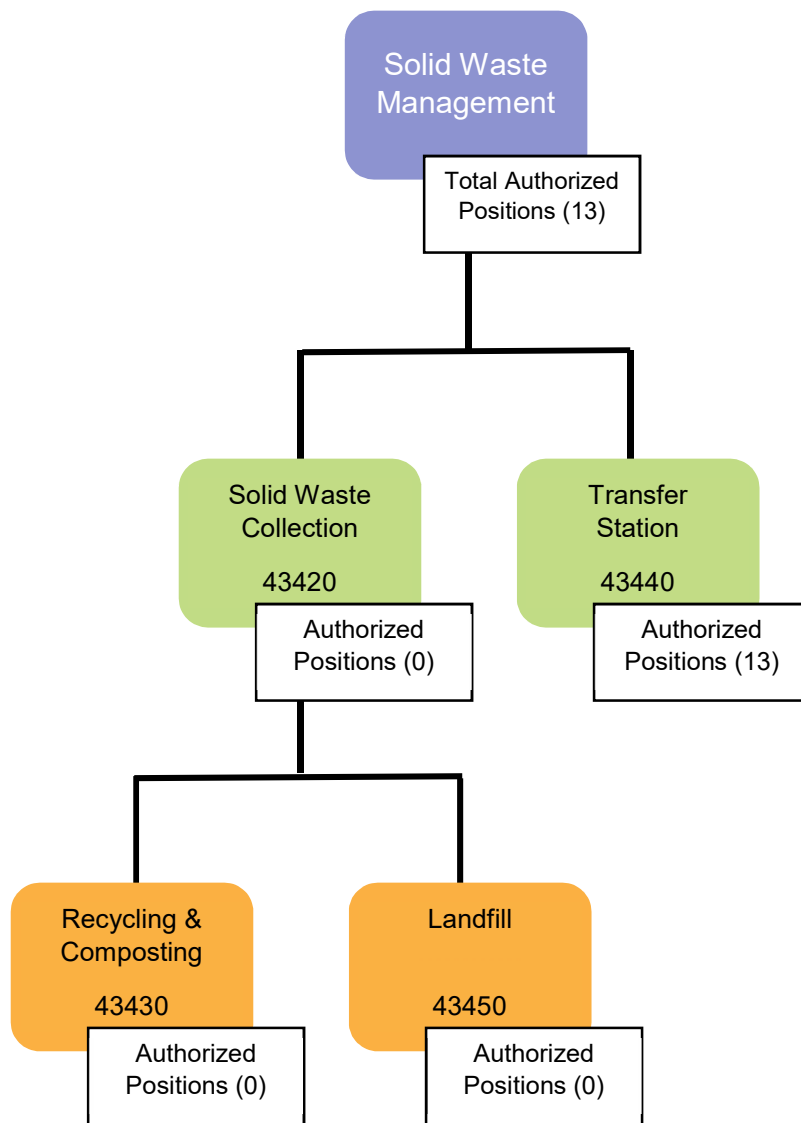 Solid Waste
Management
Total Authorized
Positions (13)
Solid Waste
Collection
43420
Authorized
Positions (0)
Transfer
Station
43440
Authorized
Positions (13)
Recycling &
Composting
43430
Authorized
Positions (0)
Landfill
43450
Authorized
Positions (0)